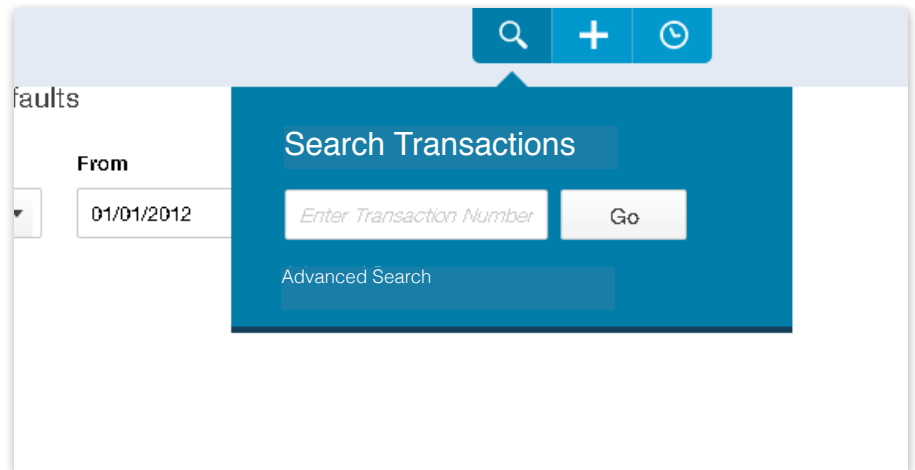 faults
From
01/01/2012
Search Transactions
Enter Transaction Number
Go
Advanced Search